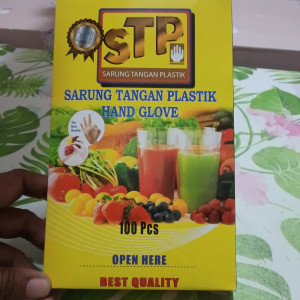 STP
SARUNG TANGAN PLASTIK
SARUNG TANGAN PLASTIK
HAND GLOVE
100 Pcs
OPEN HERE
BEST QUALITY